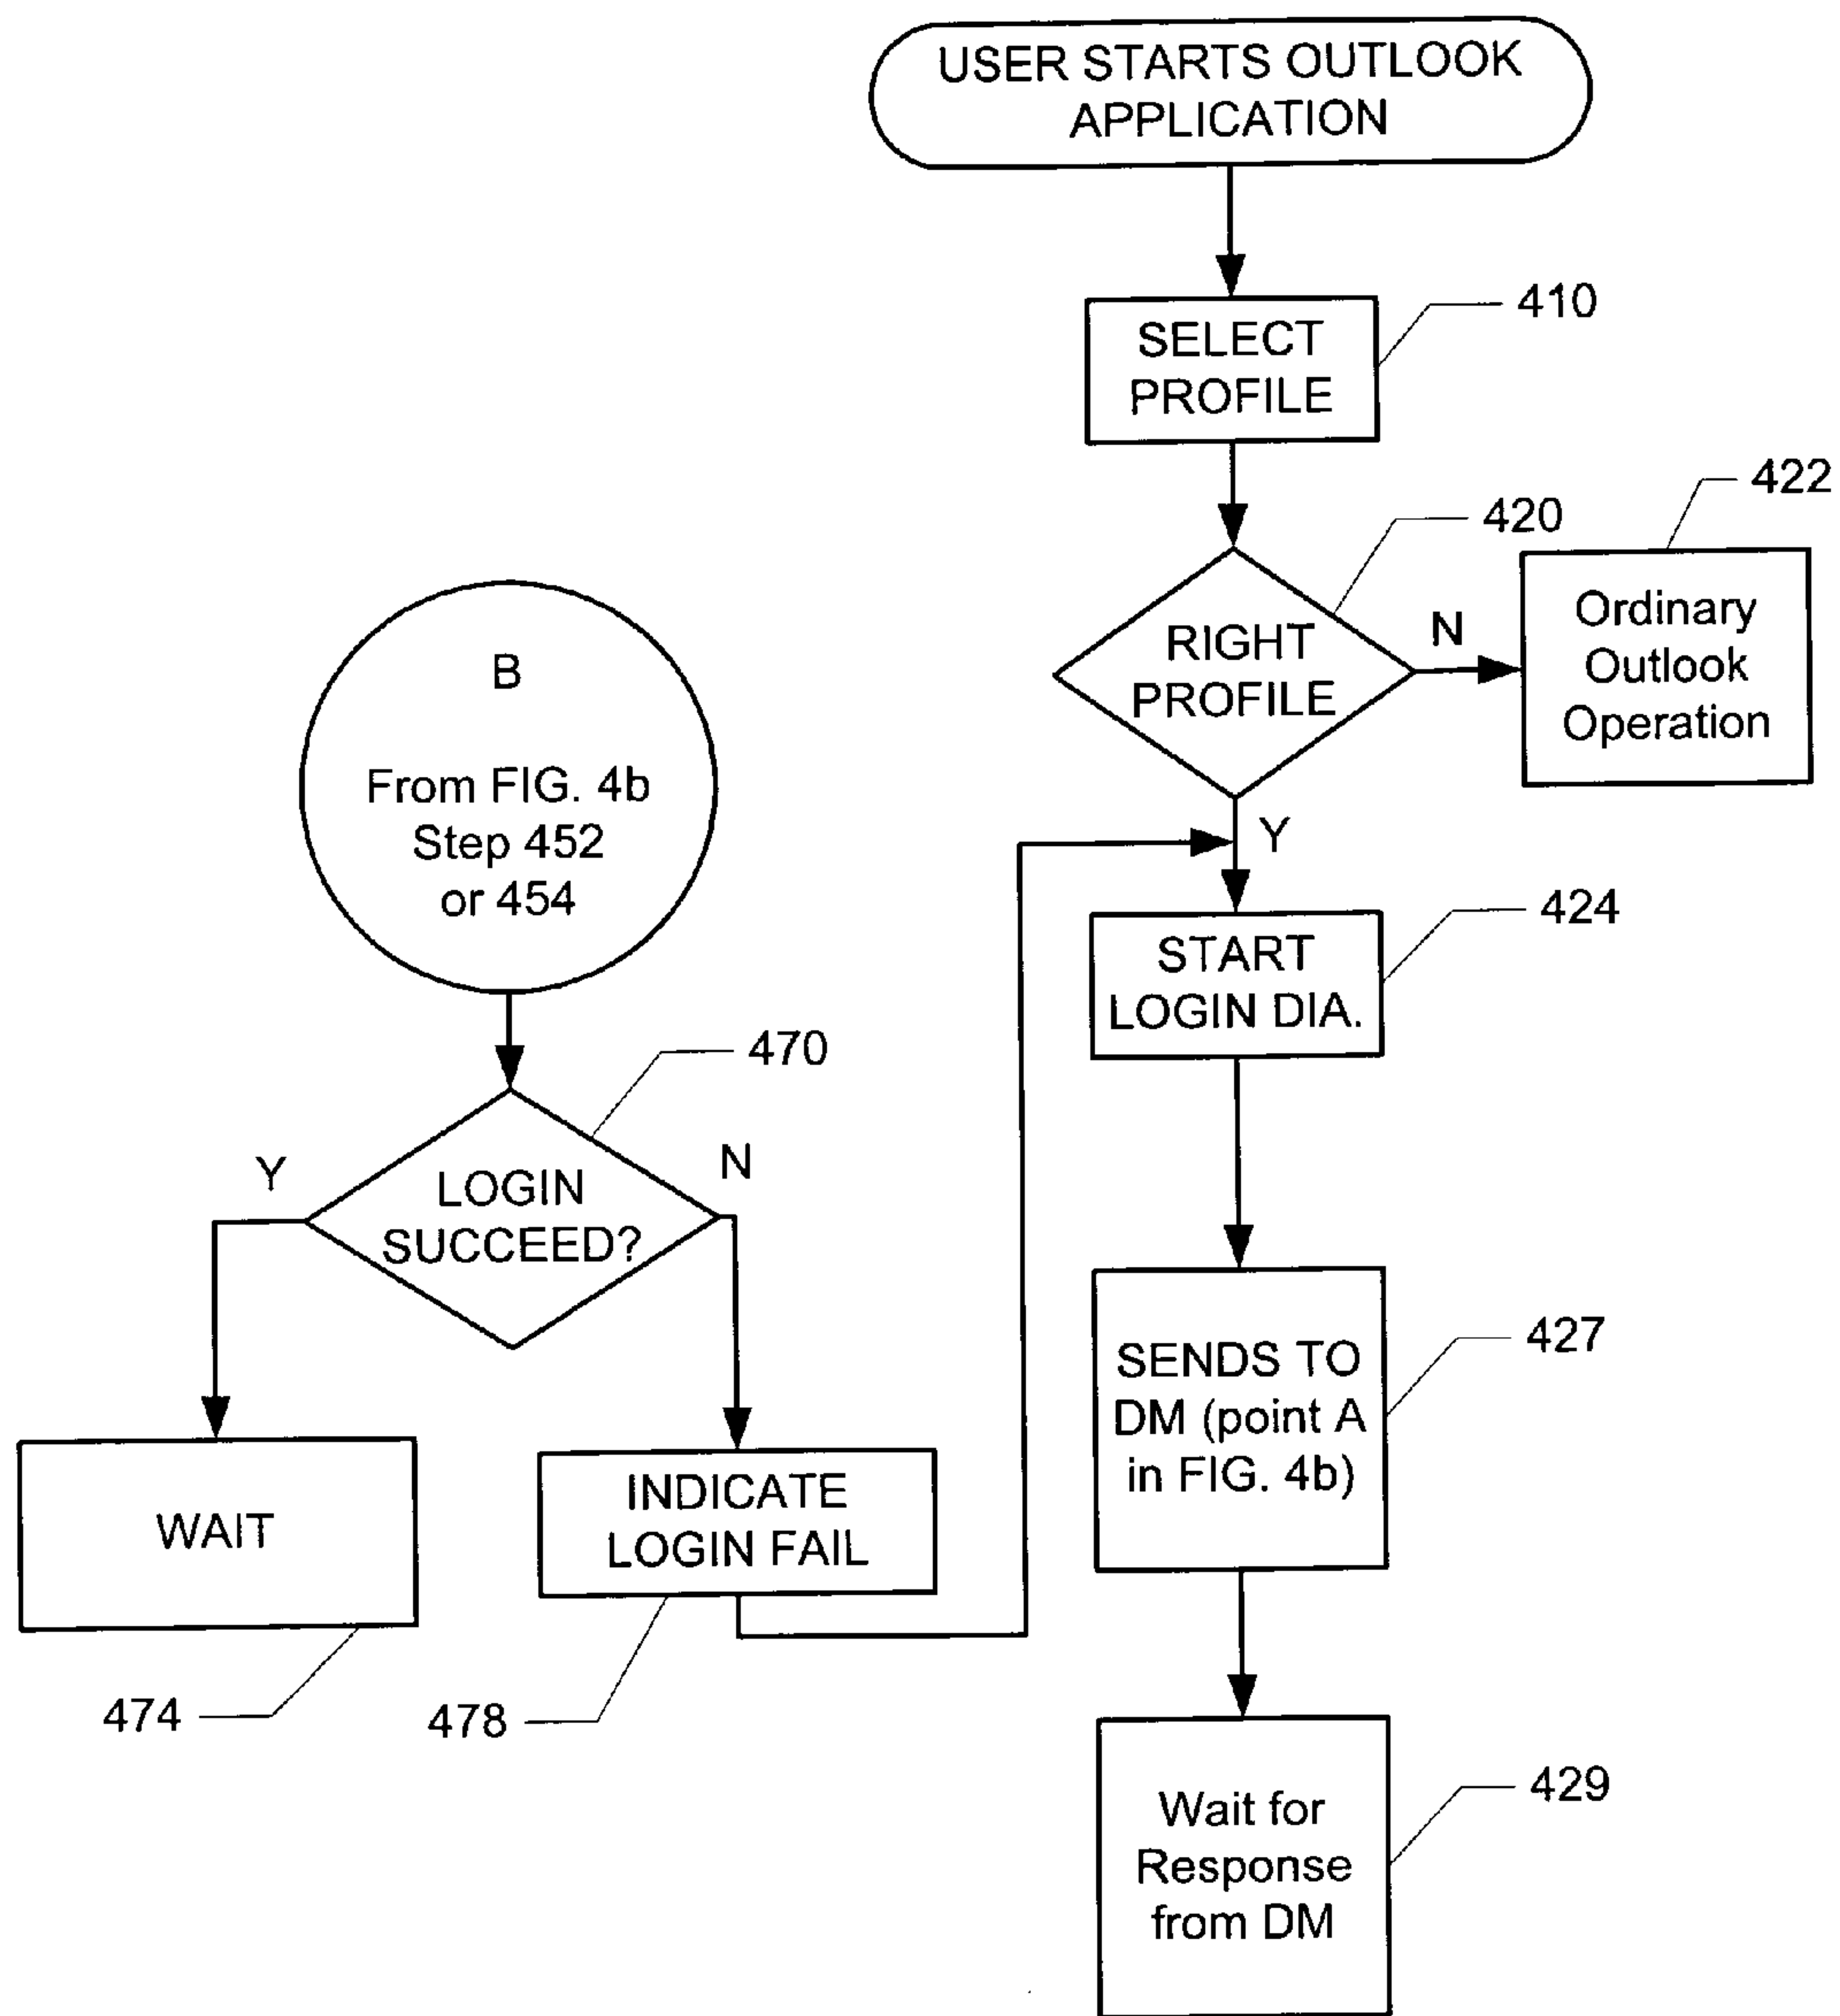 USER STARTS OUTLOOK
APPLICATION
SELECT
PROFILE
410
RIGHT
PROFILE
420
N
422
Ordinary
Outlook
Operation
Y
B
From FIG. 4b
Step 452
or 454
START
LOGIN DIA.
424
LOGIN
SUCCEED?
470
Y
N
SENDS TO
DM (point A
in FIG. 4b)
427
WAIT
474
INDICATE
LOGIN FAIL
478
Wait for
Response
from DM
429